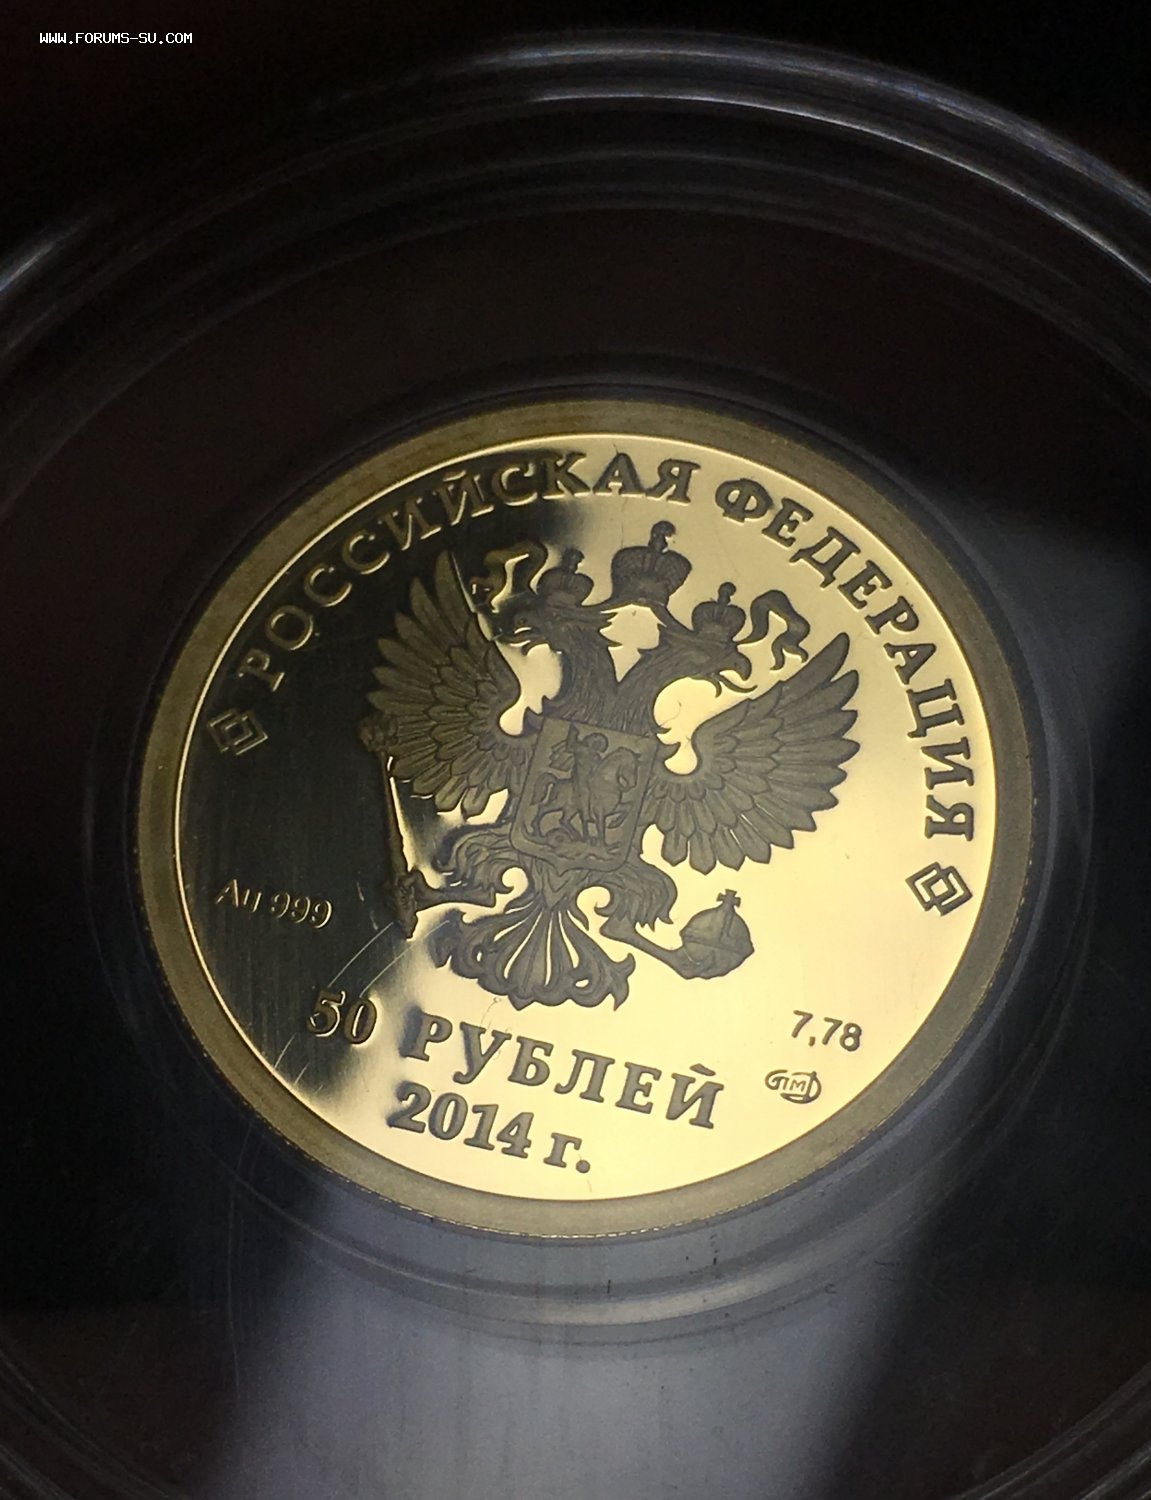 WWW.FORUMS-SU.COM
РОССИЙСКАЯ ФЕДЕРАЦИЯ
Au 999
7,78
СПМД
50 РУБЛЕЙ
2014 г.